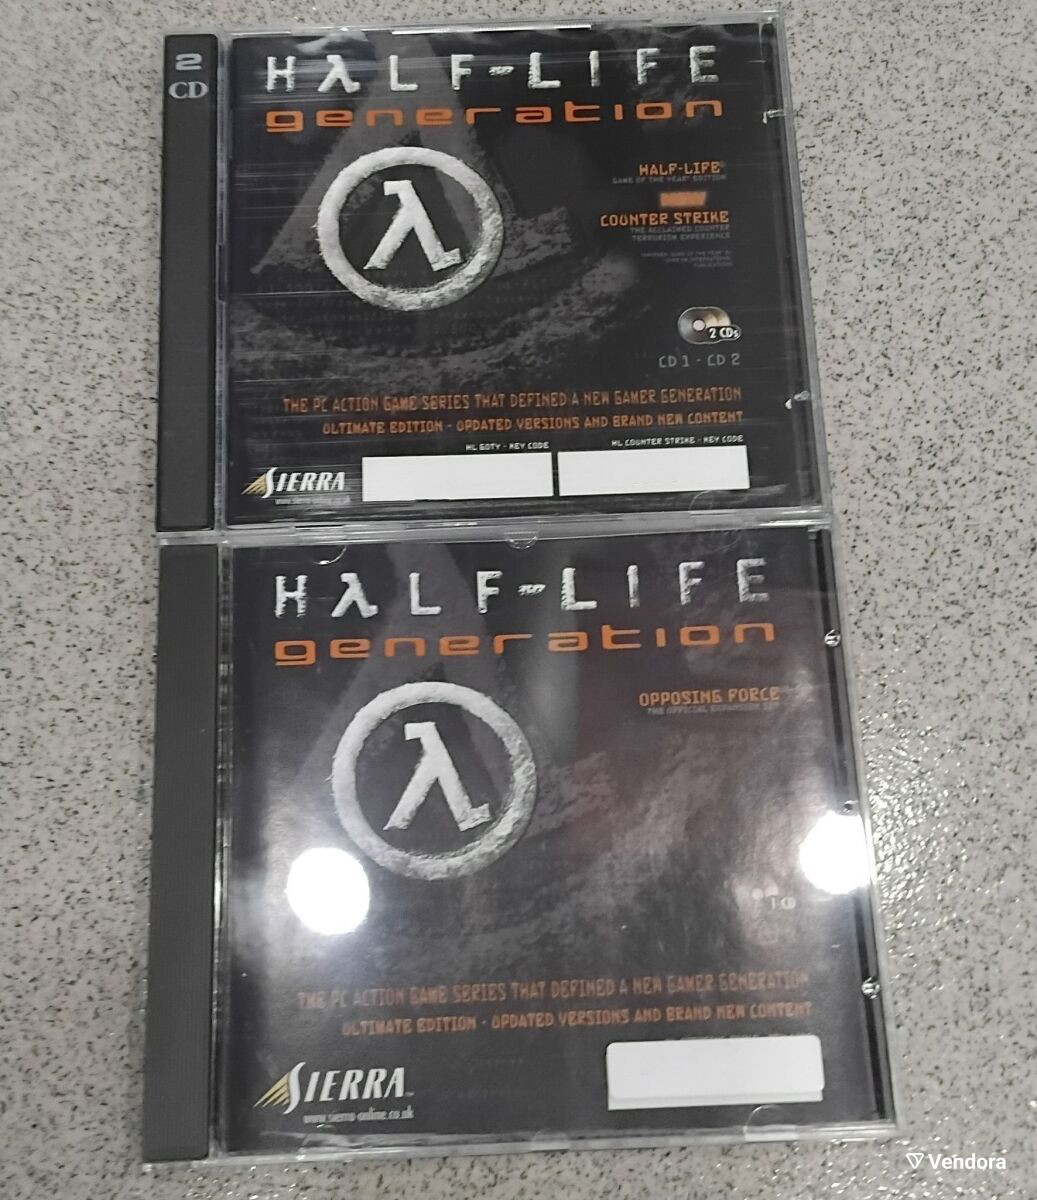 2
CD
HλLF-LIFE
generation
HALF-LIFE®
GAME OF THE YEAR EDITION
NEW
COUNTER STRIKE
THE ACCLAIMED COUNTER
TERRORISM EXPERIENCE
2 CDs
CD 1 - CD 2
THE PC ACTION GAME SERIES THAT DEFINED A NEW GAMER GENERATION
ULTIMATE EDITION - UPDATED VERSIONS AND BRAND NEW CONTENT
HL GOTY - KEY CODE
HL COUNTER STRIKE - KEY CODE
SIERRA
HλLF-LIFE
generation
OPPOSING FORCE
THE OFFICIAL EXPANSION SET
1 CD
THE PC ACTION GAME SERIES THAT DEFINED A NEW GAMER GENERATION
ULTIMATE EDITION - UPDATED VERSIONS AND BRAND NEW CONTENT
SIERRA™
www.sierra-online.co.uk
Vendora